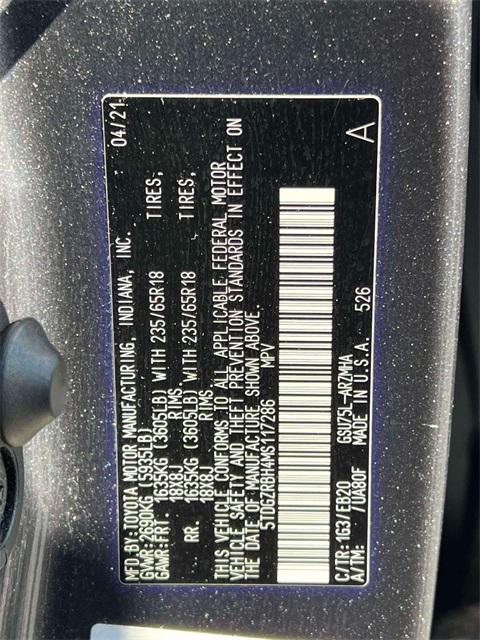 MFD.BY:TOYOTA MOTOR MANUFACTURING, INDIANA, INC. 04/21
GVWR:2690KG (5935LB)
GAWR:FRT. 1635KG (3605LB) WITH 235/65R18 TIRES,
18X8J RIMS,
RR. 1635KG (3605LB) WITH 235/65R18 TIRES,
18X8J RIMS
THIS VEHICLE CONFORMS TO ALL APPLICABLE FEDERAL MOTOR
VEHICLE SAFETY AND THEFT PREVENTION STANDARDS IN EFFECT ON
THE DATE OF MANUFACTURE SHOWN ABOVE.
5TDGZRBH4MS117286 MPV
C/TR:1G3/EB20 GSU75L-ARZMHA A
A/TM: /UA80F MADE IN U.S.A. 526